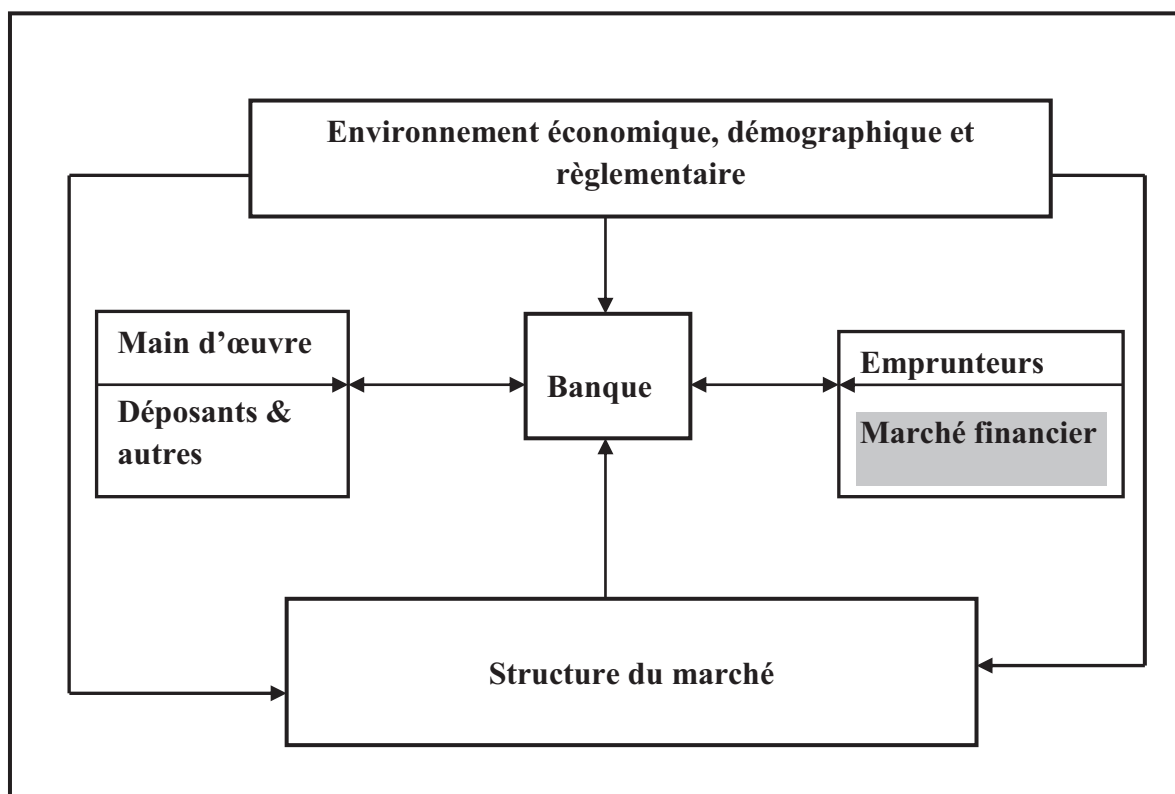 Environnement économique, démographique et
règlementaire
Main d’œuvre
Déposants &
autres
Banque
Emprunteurs
Marché financier
Structure du marché